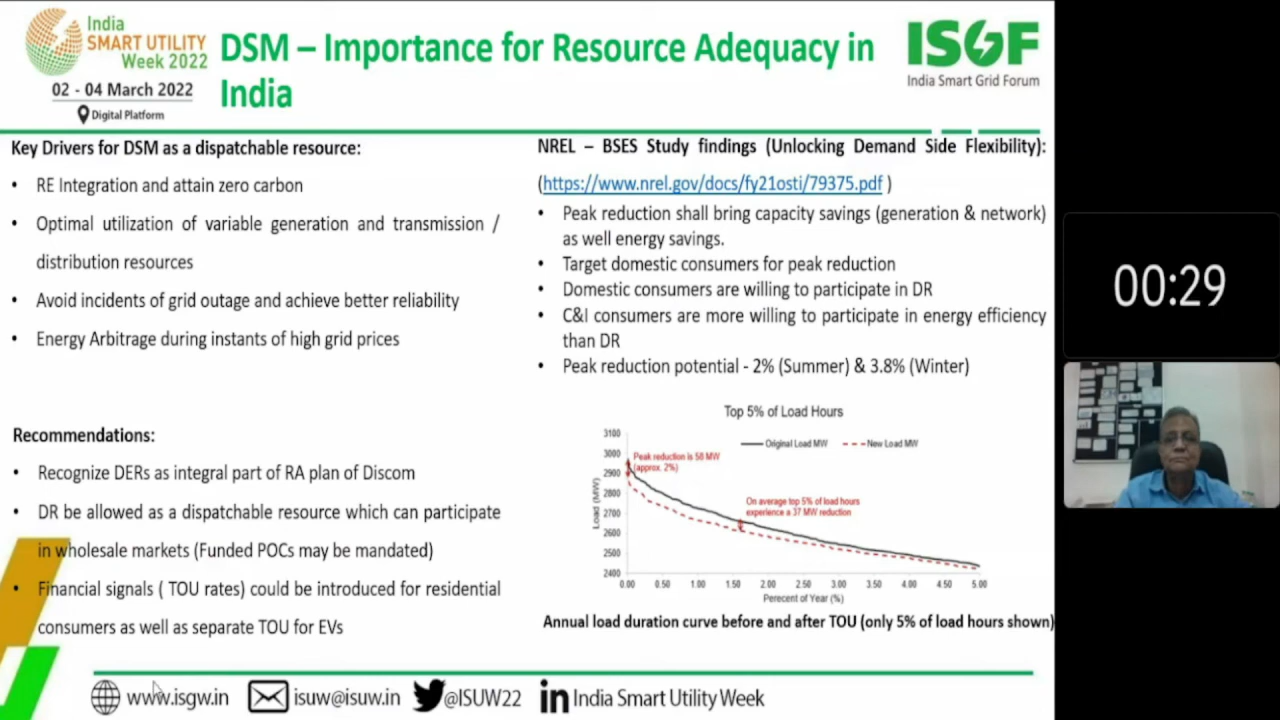 India
SMART UTILITY
Week 2022
02 - 04 March 2022
Digital Platform
DSM – Importance for Resource Adequacy in
India
ISGF
India Smart Grid Forum
Key Drivers for DSM as a dispatchable resource:
• RE Integration and attain zero carbon
• Optimal utilization of variable generation and transmission /
distribution resources
• Avoid incidents of grid outage and achieve better reliability
• Energy Arbitrage during instants of high grid prices
Recommendations:
• Recognize DERs as integral part of RA plan of Discom
• DR be allowed as a dispatchable resource which can participate
in wholesale markets (Funded POCs may be mandated)
• Financial signals ( TOU rates) could be introduced for residential
consumers as well as separate TOU for EVs
NREL – BSES Study findings (Unlocking Demand Side Flexibility):
(https://www.nrel.gov/docs/fy21osti/79375.pdf )
• Peak reduction shall bring capacity savings (generation & network)
as well energy savings.
• Target domestic consumers for peak reduction
• Domestic consumers are willing to participate in DR
• C&I consumers are more willing to participate in energy efficiency
than DR
• Peak reduction potential - 2% (Summer) & 3.8% (Winter)
Top 5% of Load Hours
Original Load MW
New Load MW
Peak reduction is 58 MW
(approx. 2%)
On average top 5% of load hours
experience a 37 MW reduction
Load (MW)
3100
3000
2900
2800
2700
2600
2500
2400
0.00 0.50 1.00 1.50 2.00 2.50 3.00 3.50 4.00 4.50 5.00
Perecent of Year (%)
Annual load duration curve before and after TOU (only 5% of load hours shown)
www.isgw.in isuw@isuw.in @ISUW22 in India Smart Utility Week
00:29